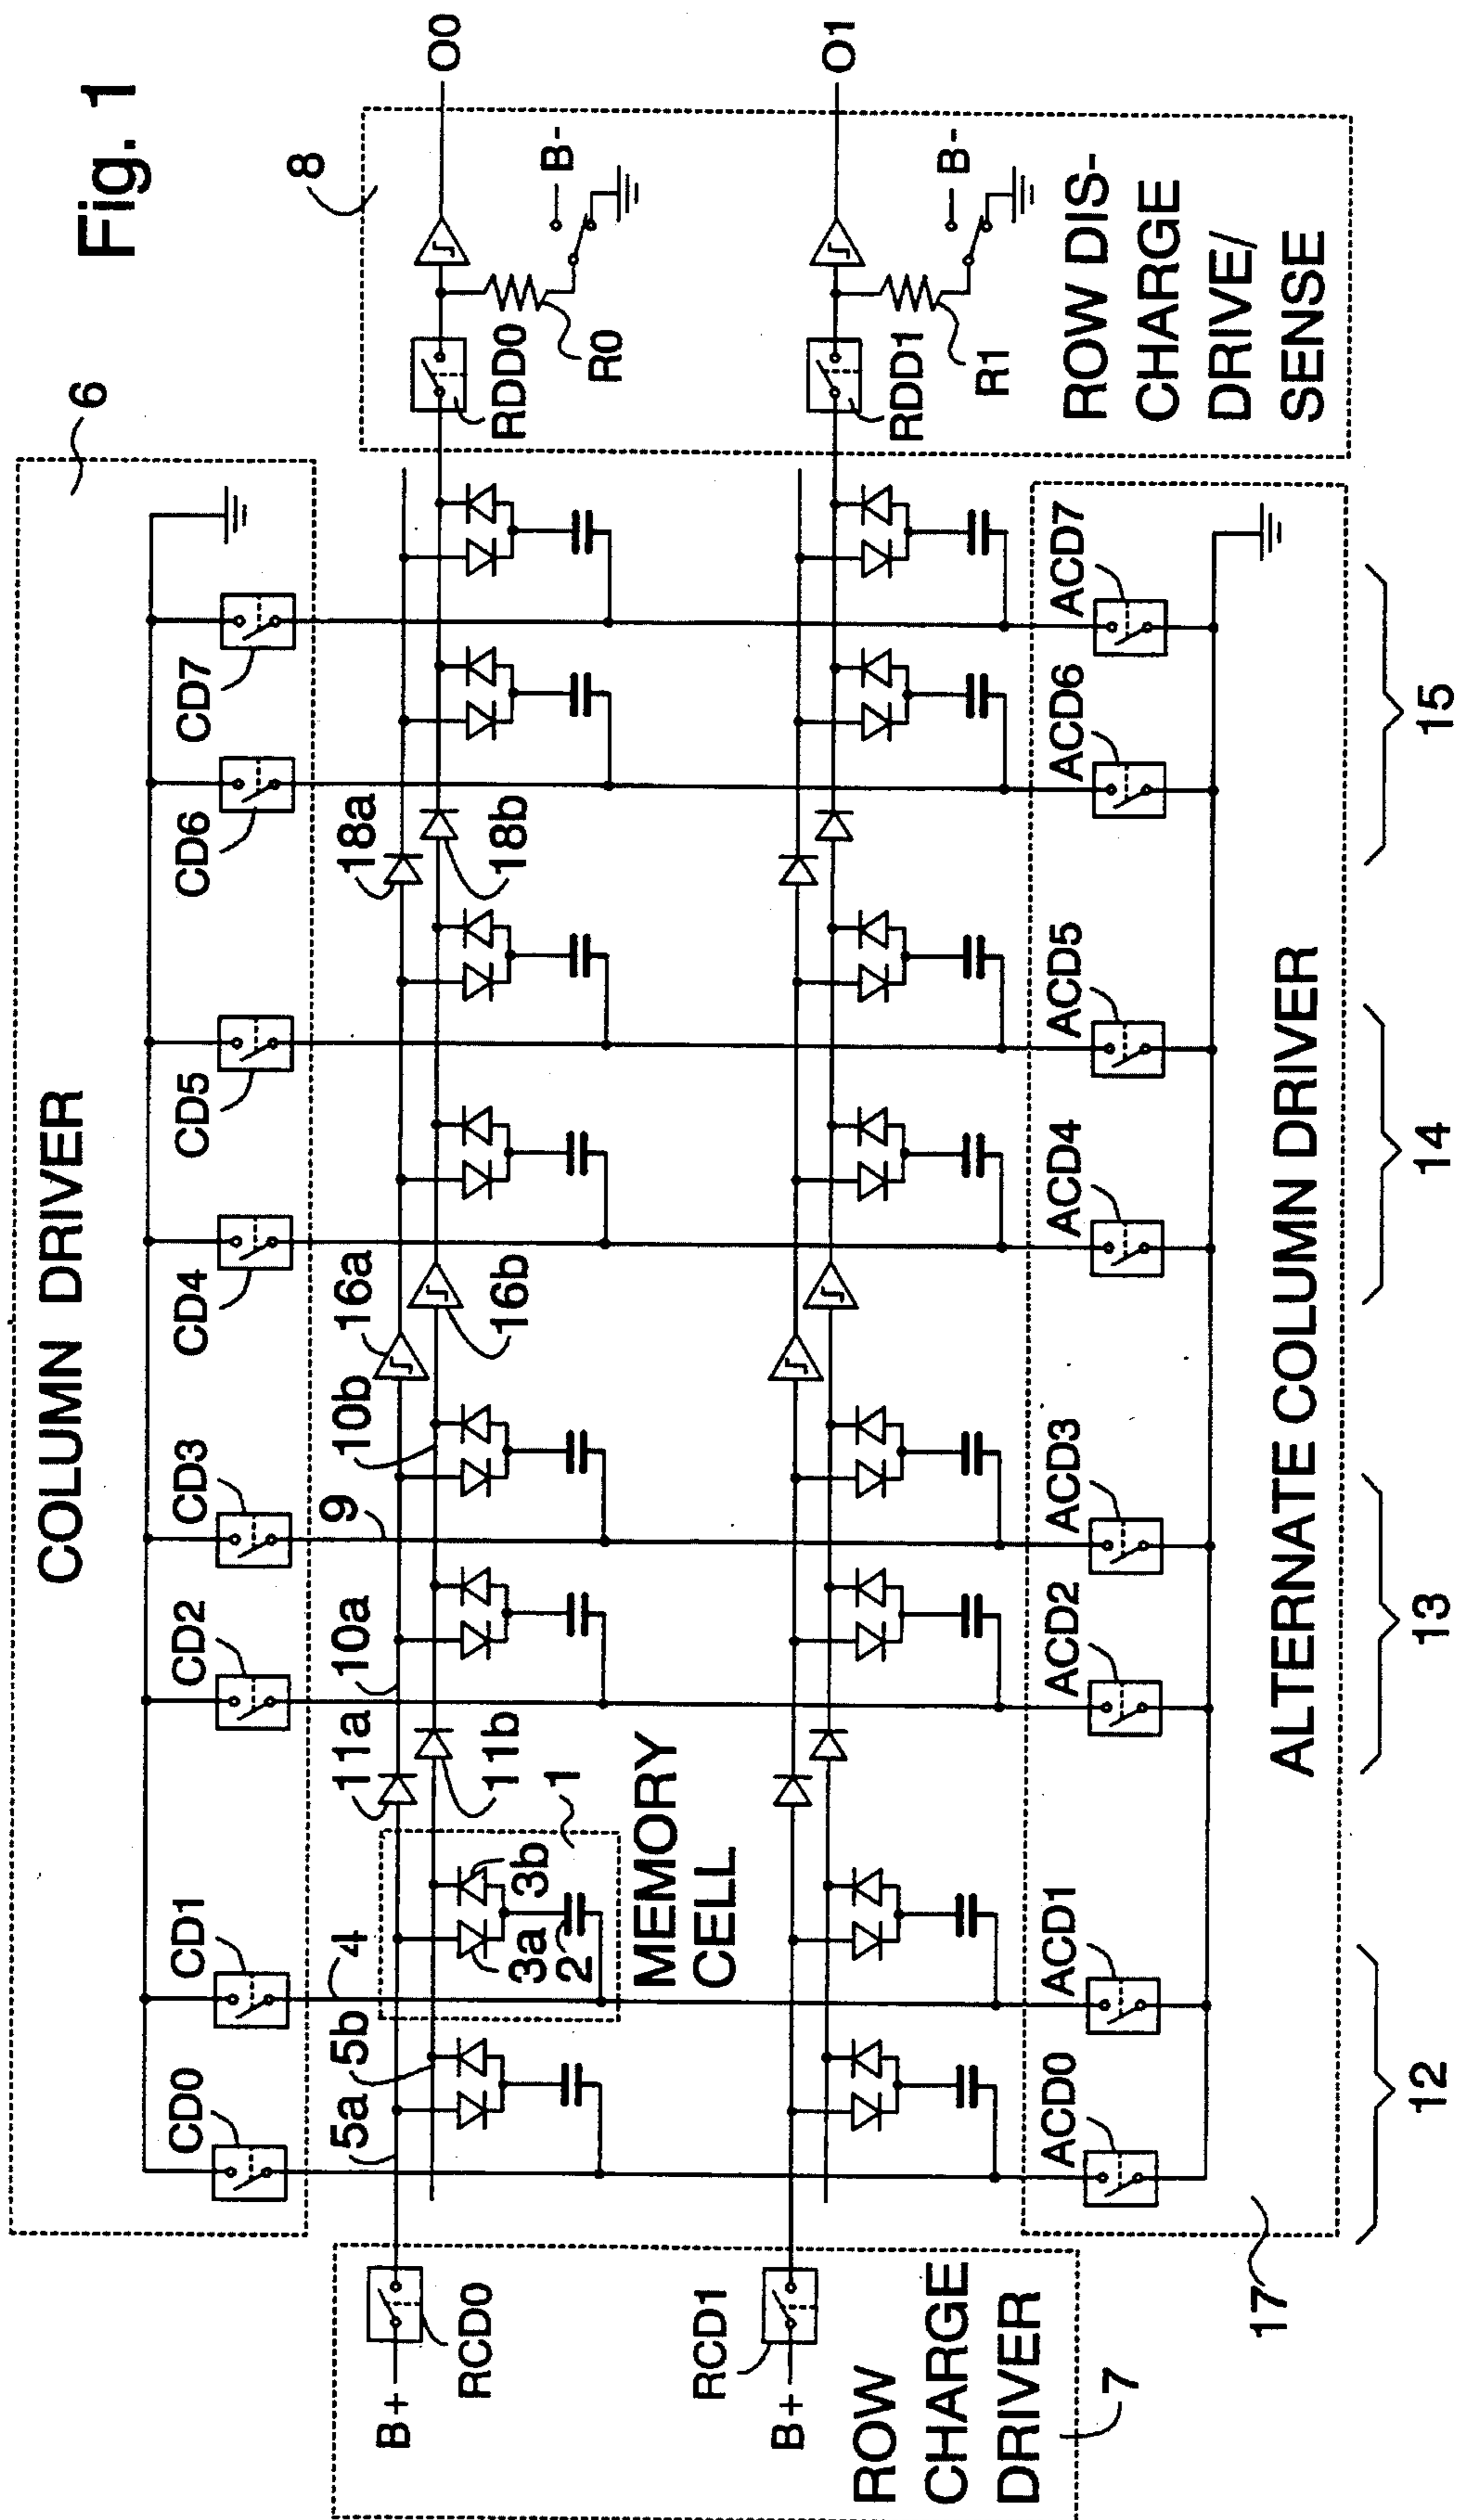 Fig. 1
COLUMN DRIVER
6
CD0
CD1
CD2
CD3
CD4
CD5
CD6
CD7
8
O0
B-
RDD0
R0
O1
B-
RDD1
R1
ROW DIS-
CHARGE
DRIVE/
SENSE
5a
5b
4
11a
10a
9
10b
16a
18a
11b
16b
18b
1
3a
3b
2
MEMORY
CELL
B+
RCD0
B+
RCD1
ROW
CHARGE
DRIVER
7
ACD0
ACD1
ACD2
ACD3
ACD4
ACD5
ACD6
ACD7
ALTERNATE COLUMN DRIVER
17
12
13
14
15